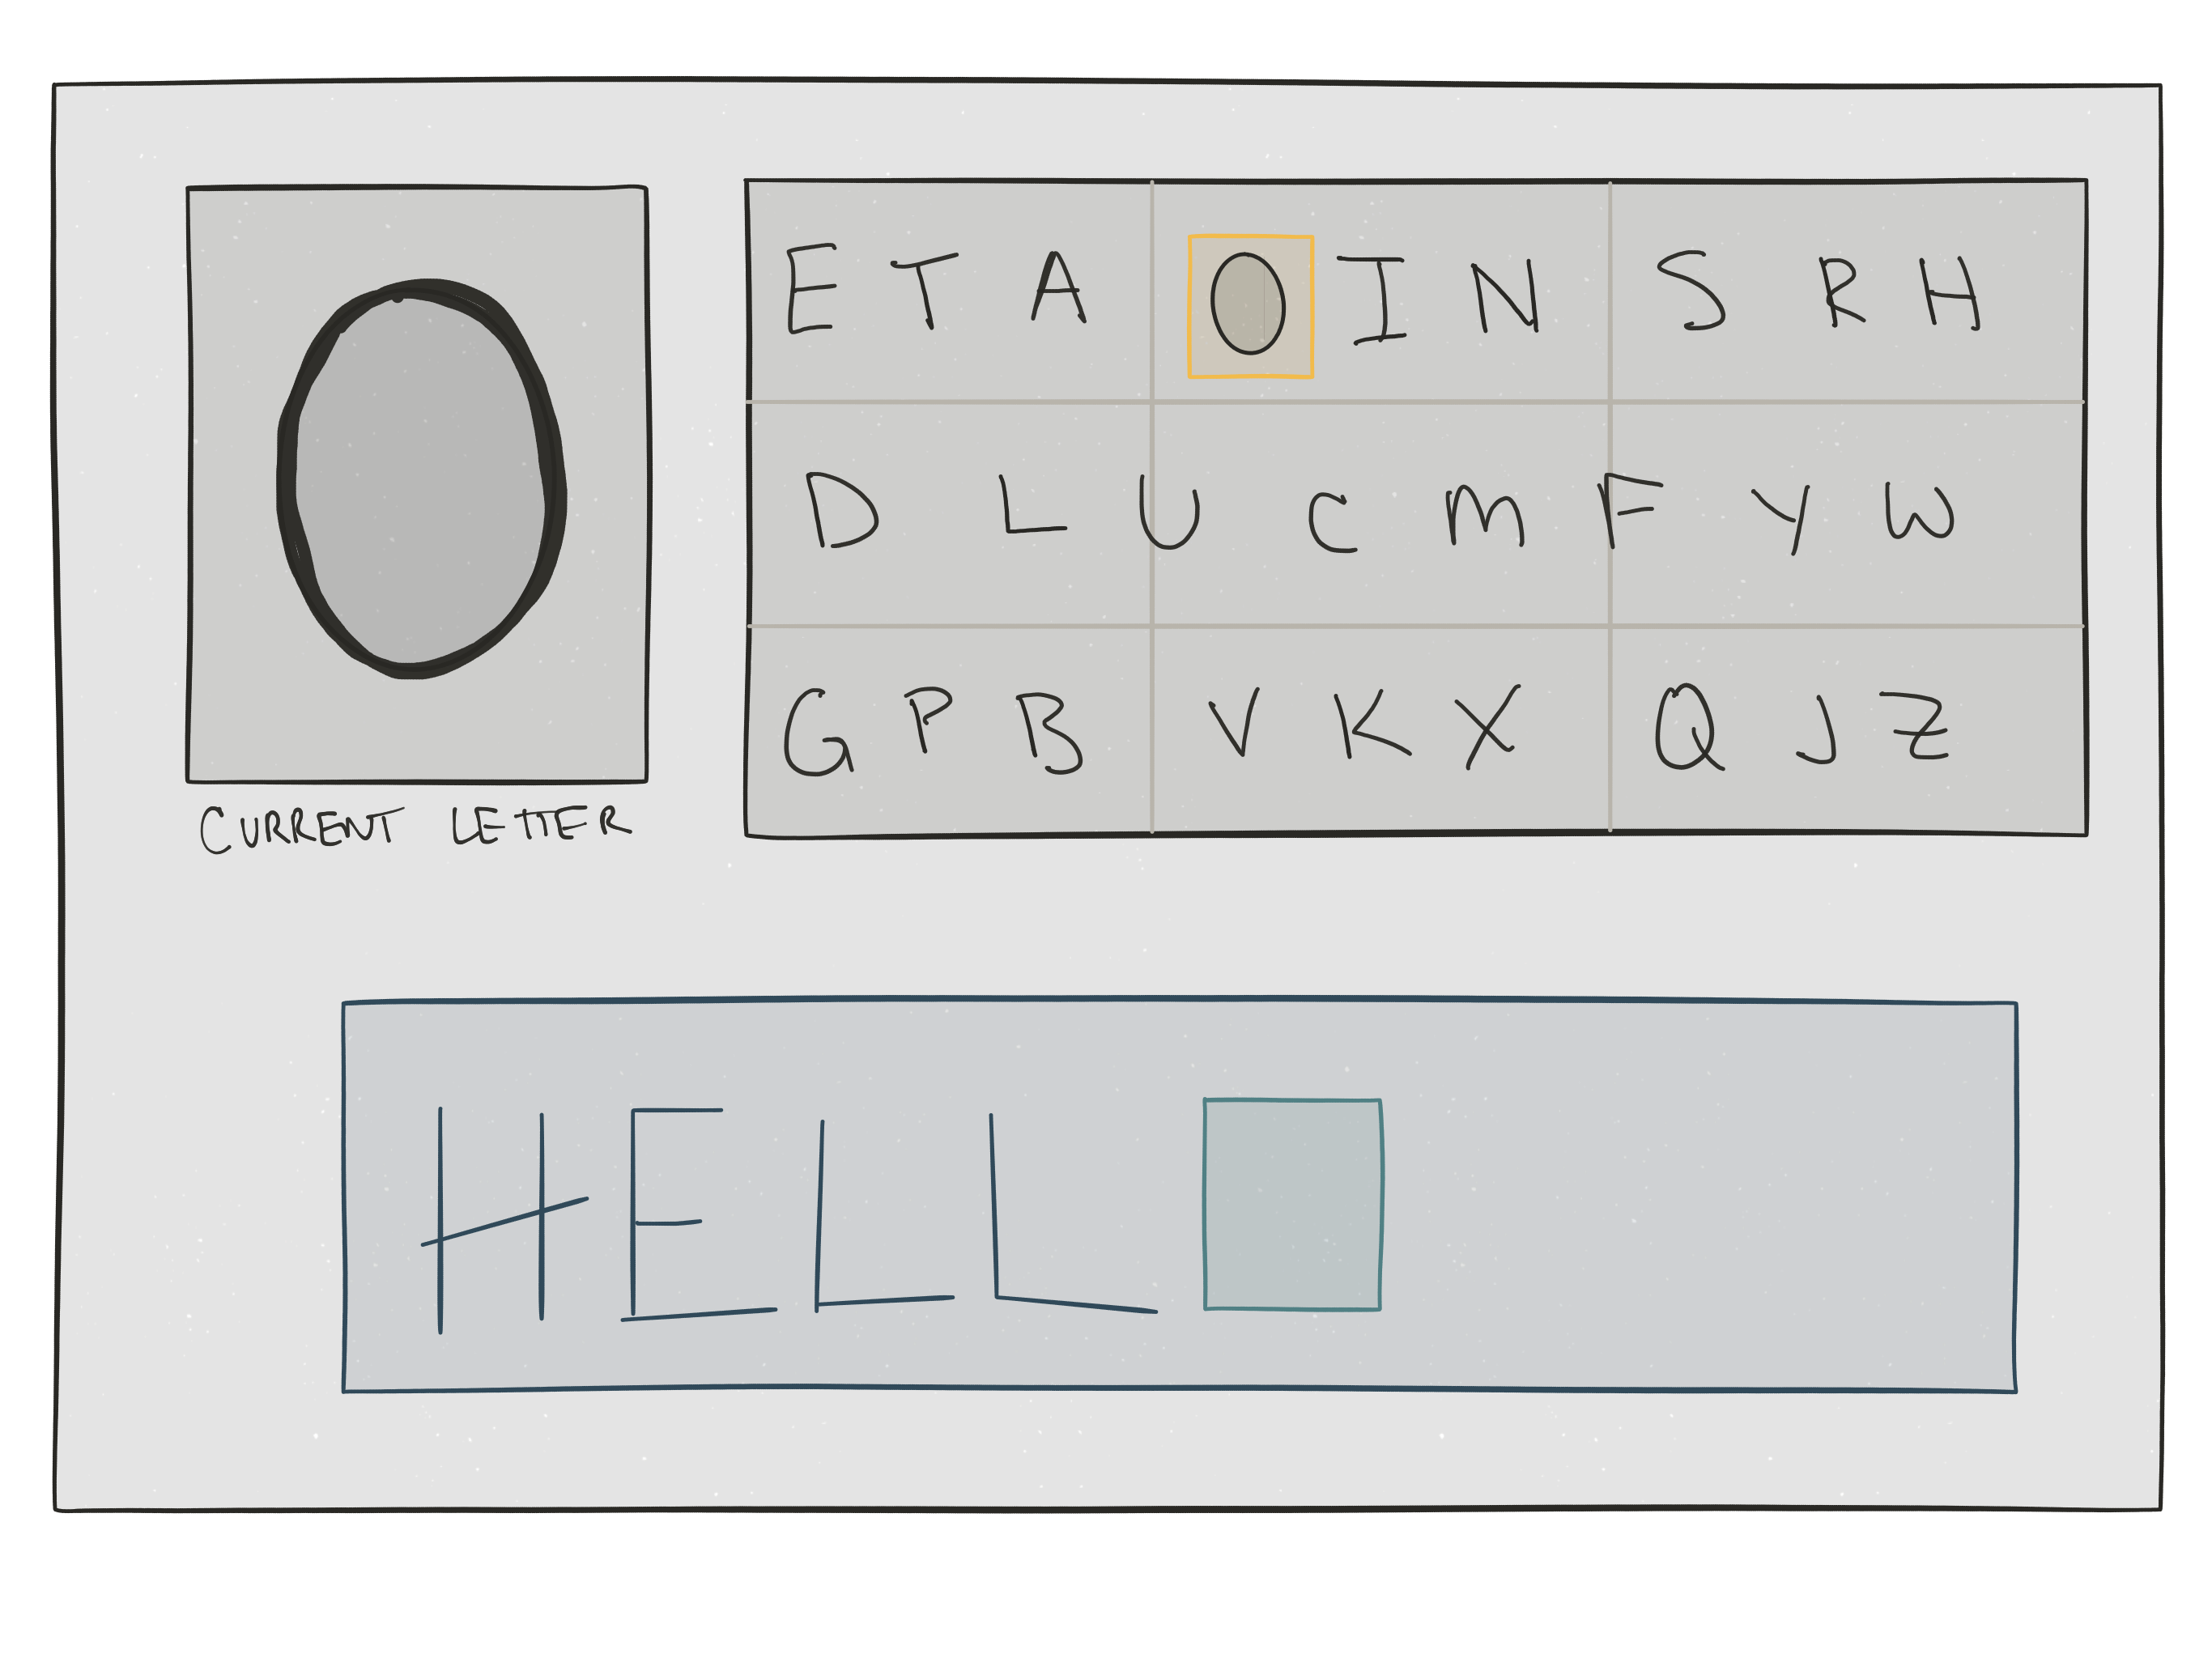 O
CURRENT LETTER
E T A O I N S R H
D L U C M F Y W
G P B V K X Q J Z
HELL